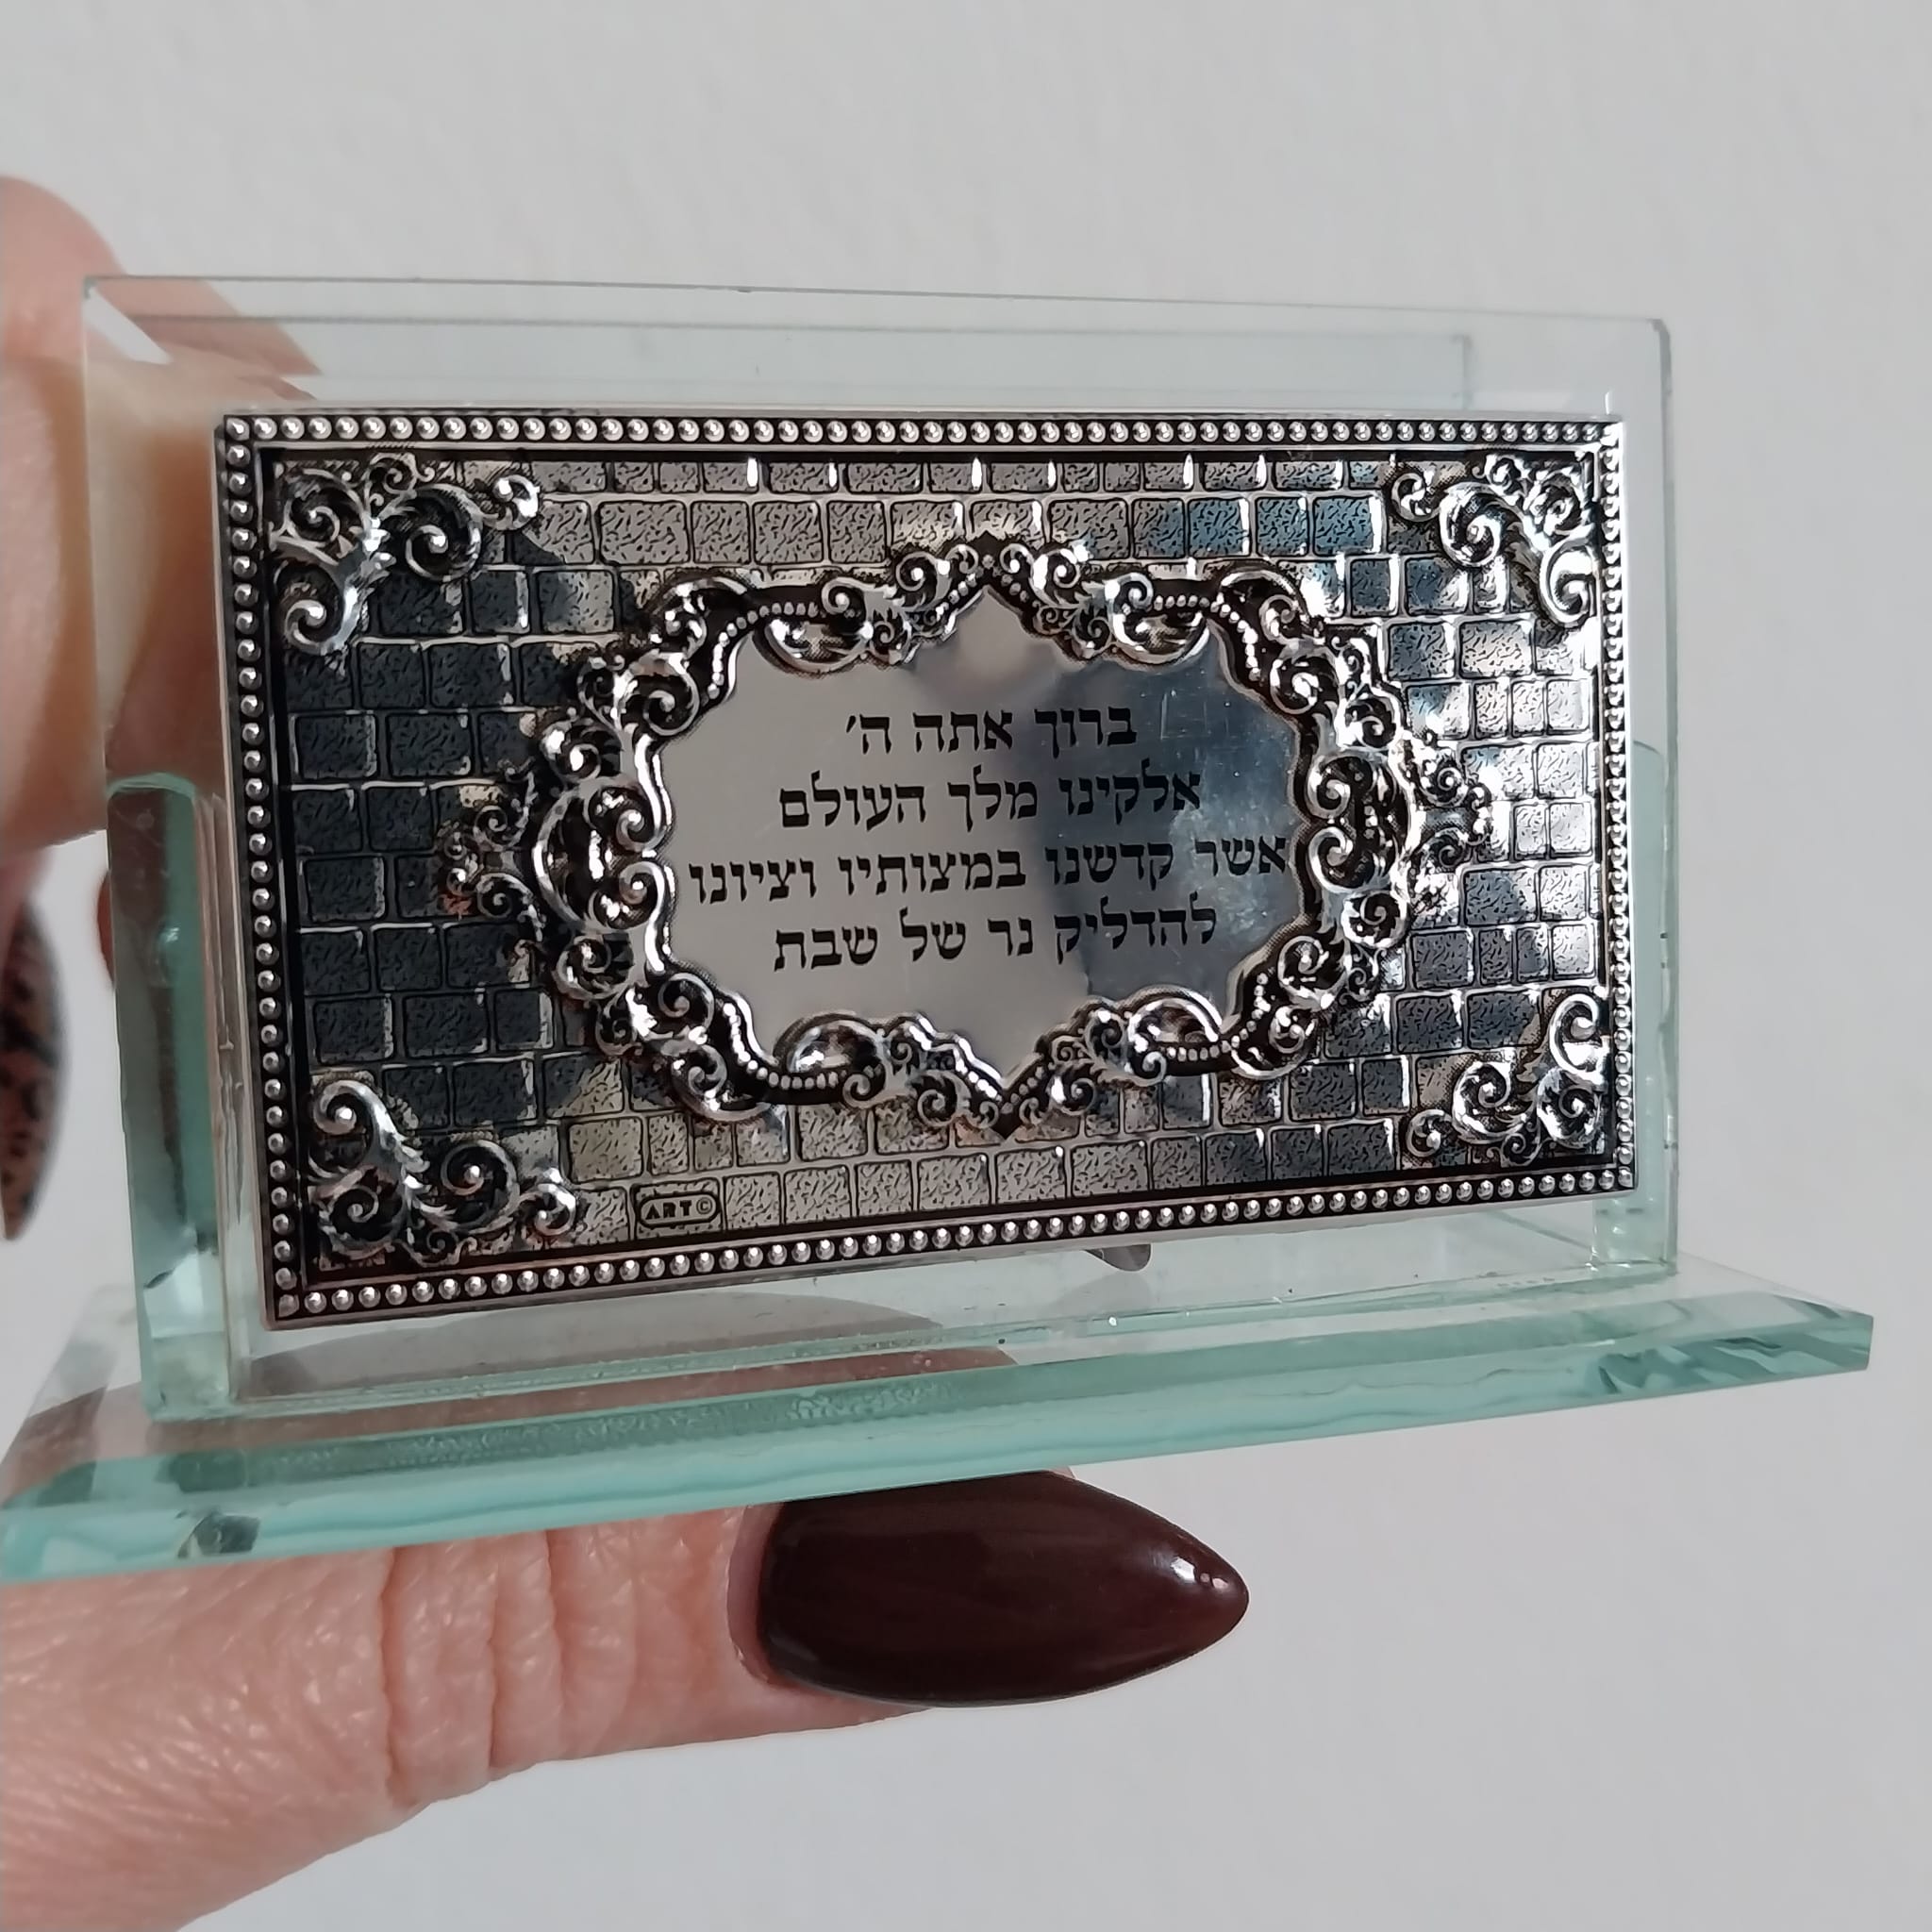 ברוך אתה ה'
אלקינו מלך העולם
אשר קדשנו במצותיו וציונו
להדליק נר של שבת
ART©